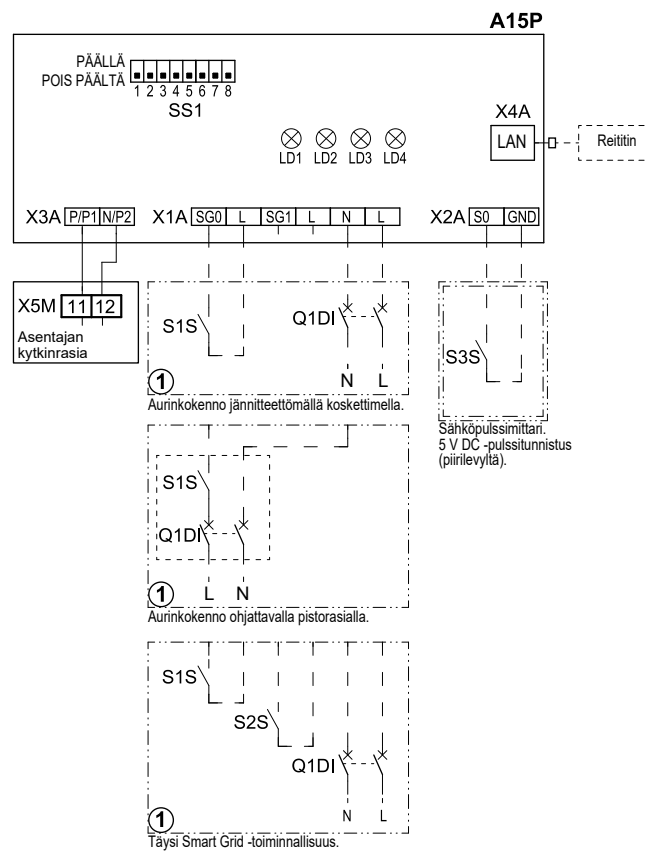 A15P
PÄÄLLÄ
POIS PÄÄLTÄ
1 2 3 4 5 6 7 8
SS1
X4A
LAN
Reititin
LD1 LD2 LD3 LD4
X3A P/P1 N/P2
X1A SG0 L SG1 L N L
X2A S0 GND
X5M 11 12
Asentajan
kytkinrasia
S1S
Q1DI
N L
1
Aurinkokenno jännitteettömällä koskettimella.
S3S
Sähköpulssimittari.
5 V DC -pulssitunnistus
(piirilevyltä).
S1S
Q1DI
1
L N
Aurinkokenno ohjattavalla pistorasialla.
S1S
S2S
Q1DI
1
N L
Täysi Smart Grid -toiminnallisuus.